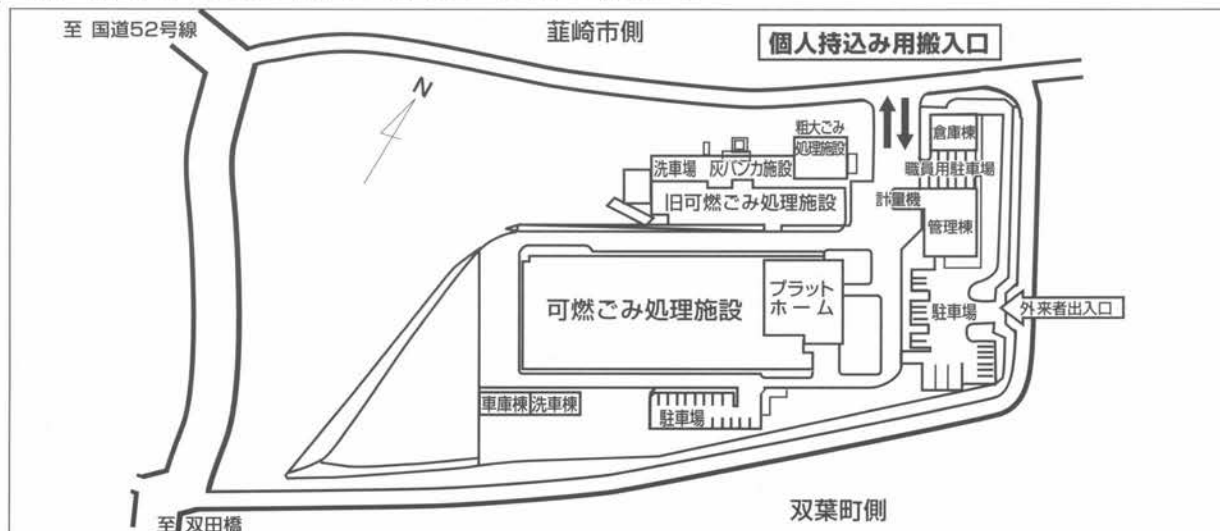 至 国道52号線
韮崎市側
個人持込み用搬入口
N
粗大ごみ
処理施設
倉庫棟
洗車場
灰バンカ施設
職員用駐車場
旧可燃ごみ処理施設
計量機
管理棟
プラット
ホーム
可燃ごみ処理施設
駐車場
外来者出入口
車庫棟
洗車棟
駐車場
双葉町側
至 双田橋